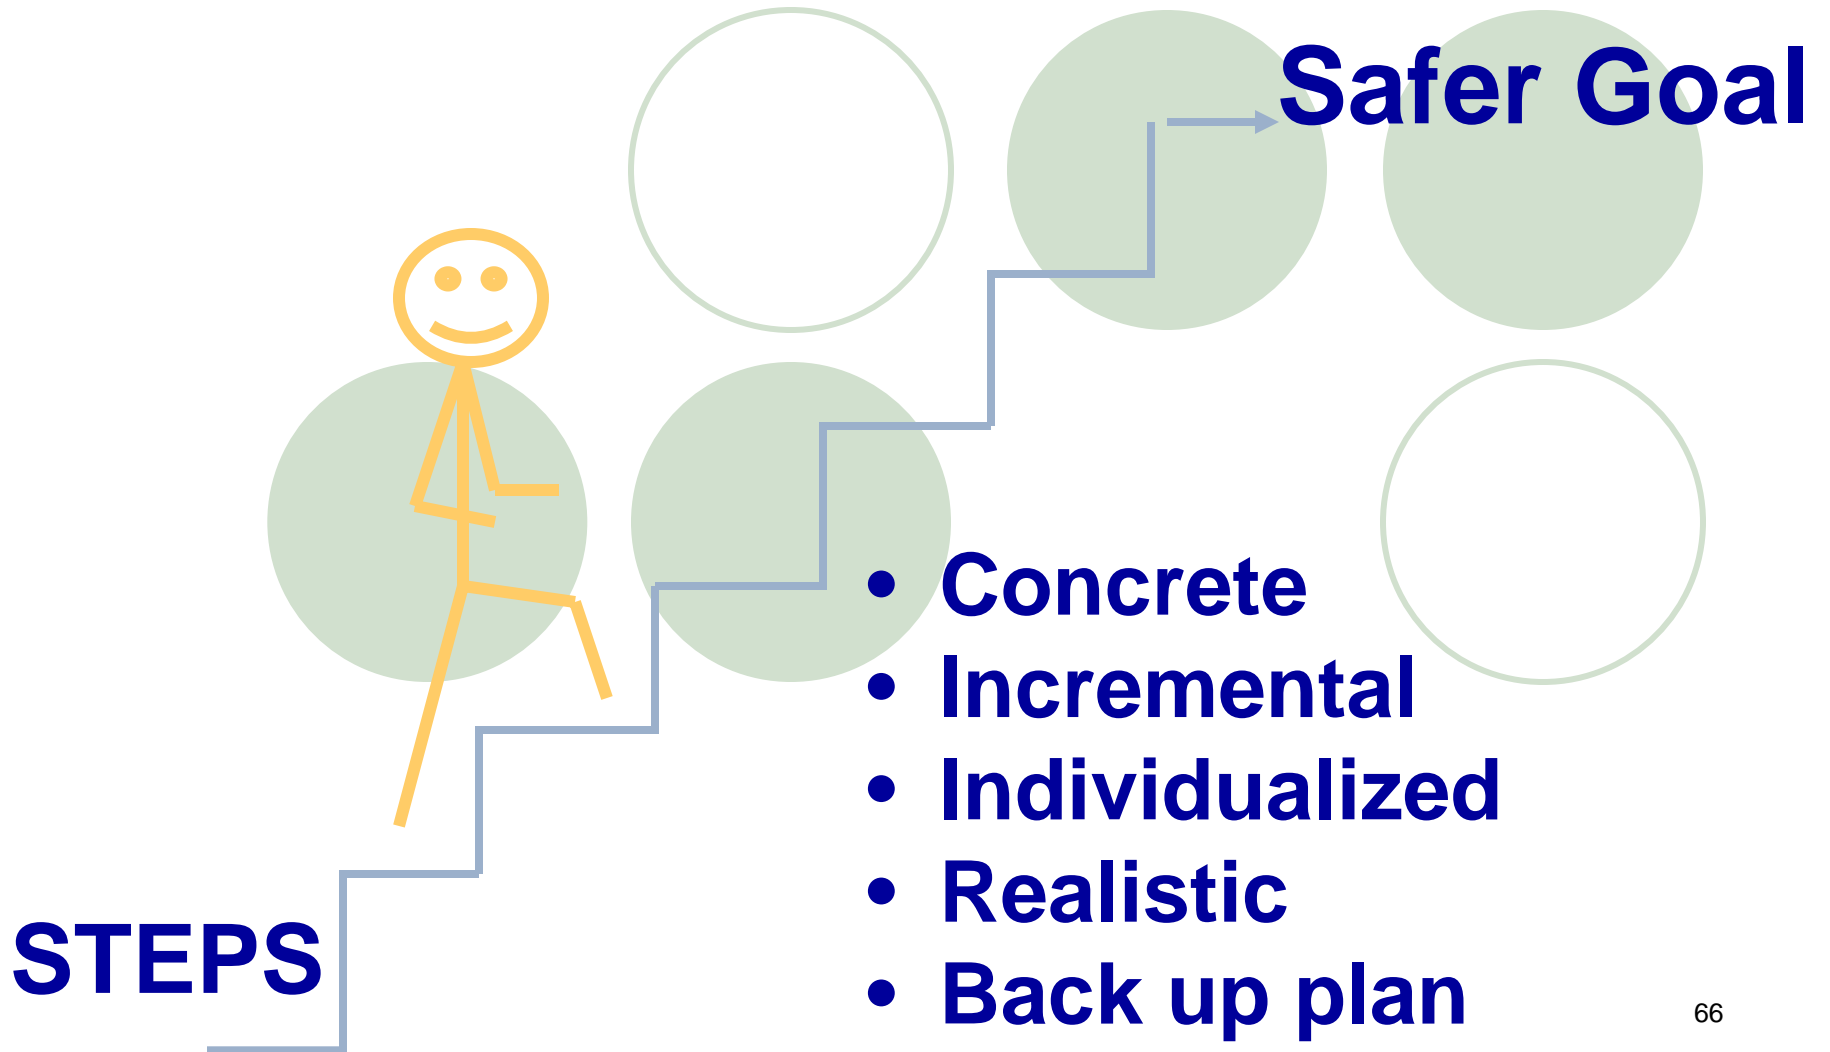 Safer Goal
• Concrete
• Incremental
• Individualized
• Realistic
STEPS
• Back up plan
66